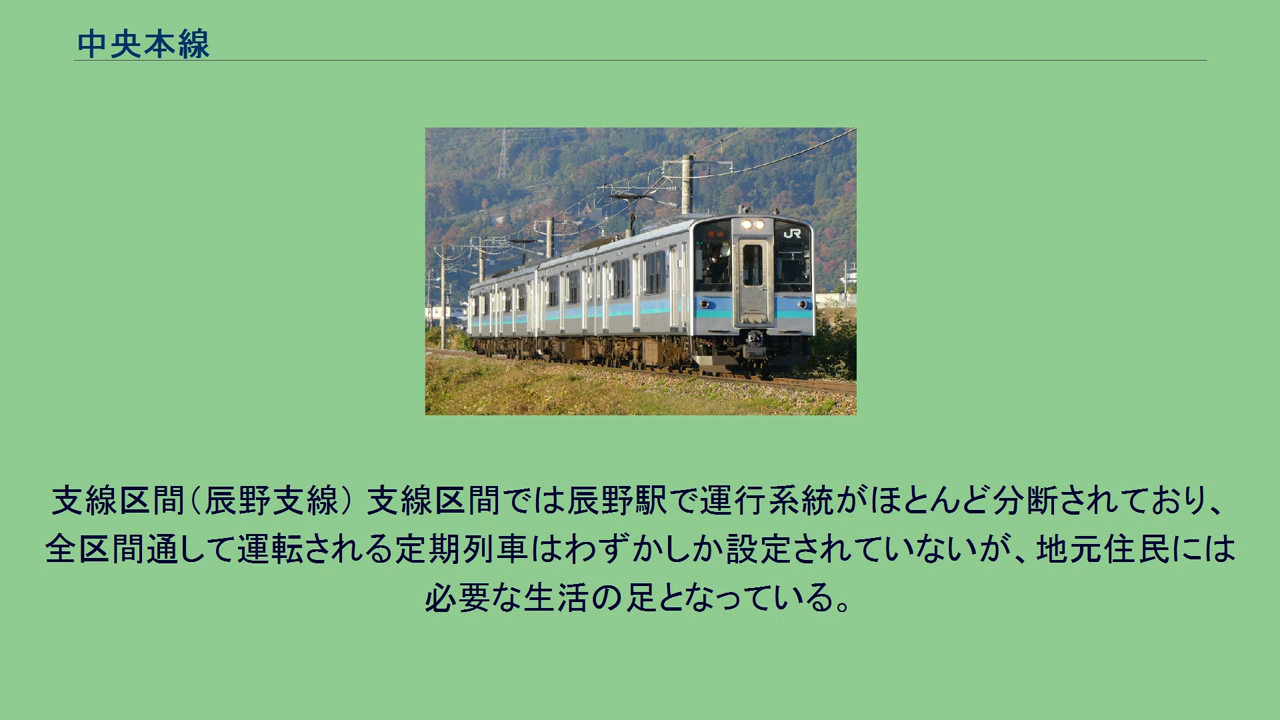 中央本線
JR
支線区間（辰野支線） 支線区間では辰野駅で運行系統がほとんど分断されており、
全区間通して運転される定期列車はわずかしか設定されていないが、地元住民には
必要な生活の足となっている。